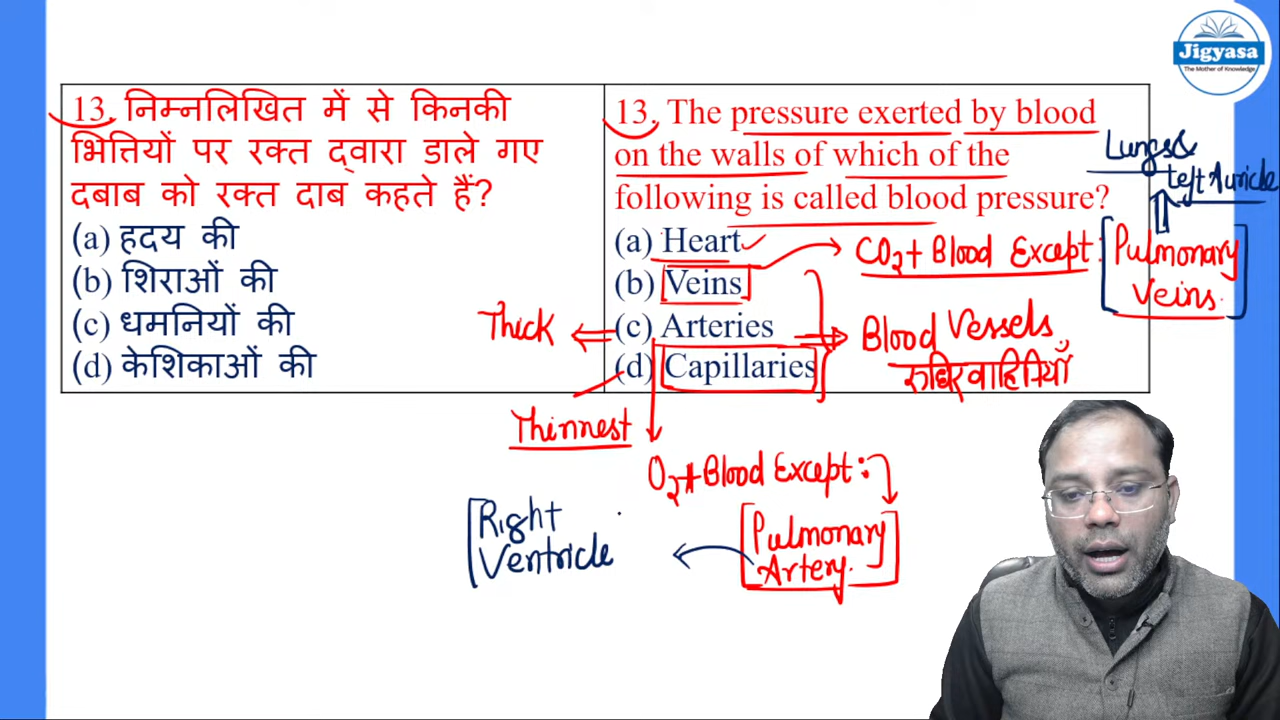 Jigyasa
The Mother of Knowledge
13. निम्नलिखित में से किनकी
भित्तियों पर रक्त द्वारा डाले गए
दबाब को रक्त दाब कहते हैं?
(a) हृदय की
(b) शिराओं की
(c) धमनियों की
(d) केशिकाओं की
13. The pressure exerted by blood
on the walls of which of the
following is called blood pressure?
(a) Heart
(b) Veins
(c) Arteries
(d) Capillaries
Lungs &
Left Auricle
CO2+ Blood Except:
Pulmonary
Veins.
Thick
Blood Vessels
रुधिर वाहिनियाँ
Thinnest
O2+Blood Except:
Pulmonary
Artery.
Right
Ventricle